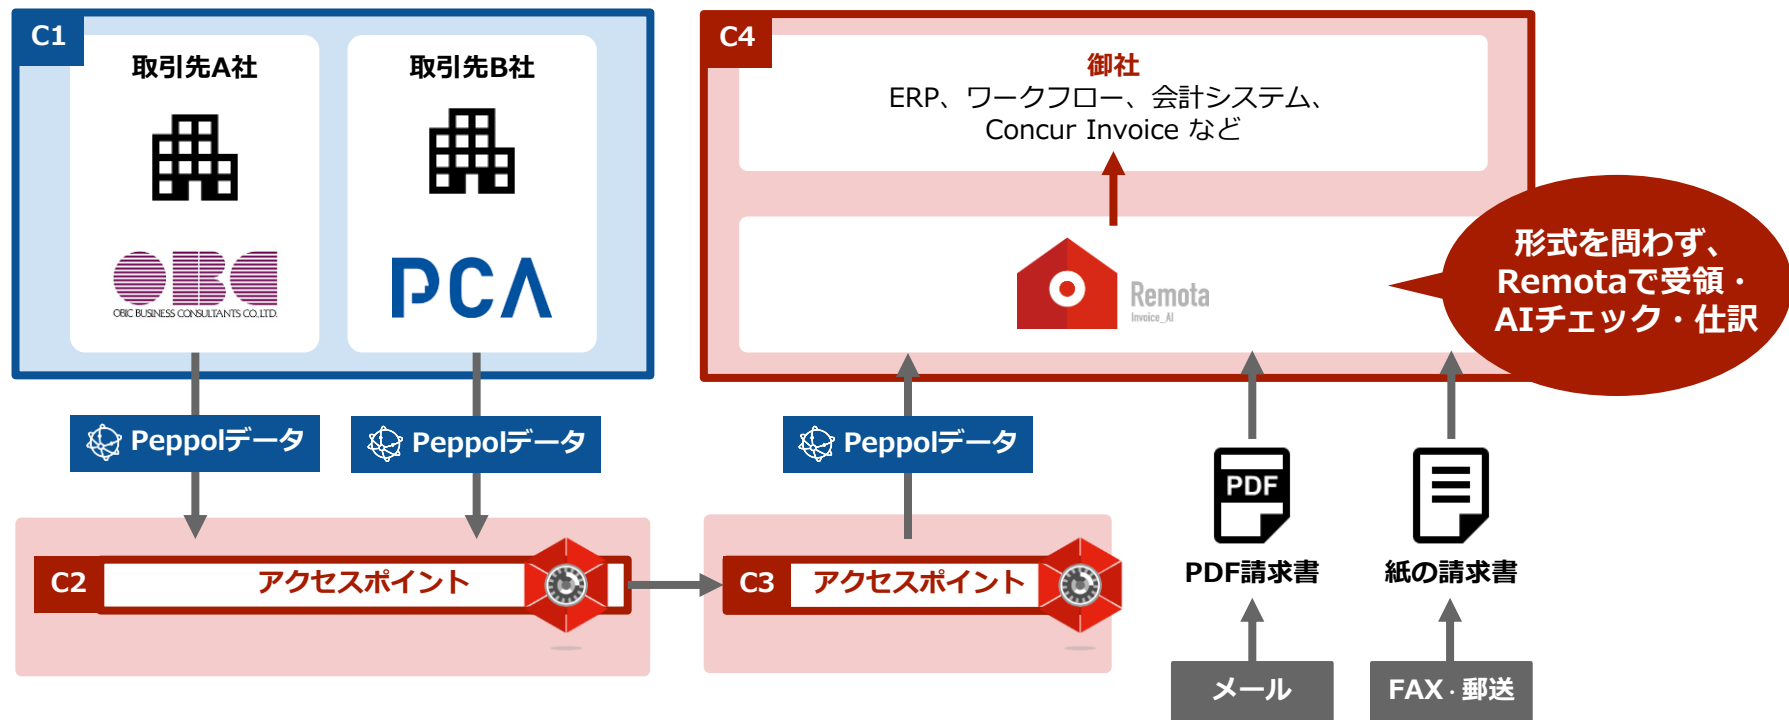 C1
取引先A社
取引先B社
OBC
OBIC BUSINESS CONSULTANTS CO.,LTD.
PCA
Peppolデータ
Peppolデータ
C2
アクセスポイント
C3
アクセスポイント
Peppolデータ
C4
御社
ERP、ワークフロー、会計システム、
Concur Invoice など
Remota
Invoice_AI
形式を問わず、
Remotaで受領・
AIチェック・仕訳
PDF
PDF請求書
紙の請求書
メール
FAX・郵送